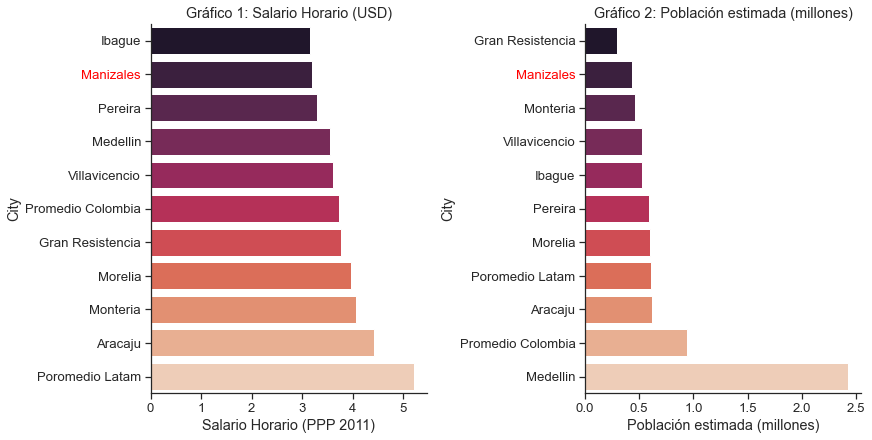 Gráfico 1: Salario Horario (USD)
City
Ibague
Manizales
Pereira
Medellin
Villavicencio
Promedio Colombia
Gran Resistencia
Morelia
Monteria
Aracaju
Poromedio Latam
0 1 2 3 4 5
Salario Horario (PPP 2011)
Gráfico 2: Población estimada (millones)
City
Gran Resistencia
Manizales
Monteria
Villavicencio
Ibague
Pereira
Morelia
Poromedio Latam
Aracaju
Promedio Colombia
Medellin
0.0 0.5 1.0 1.5 2.0 2.5
Población estimada (millones)